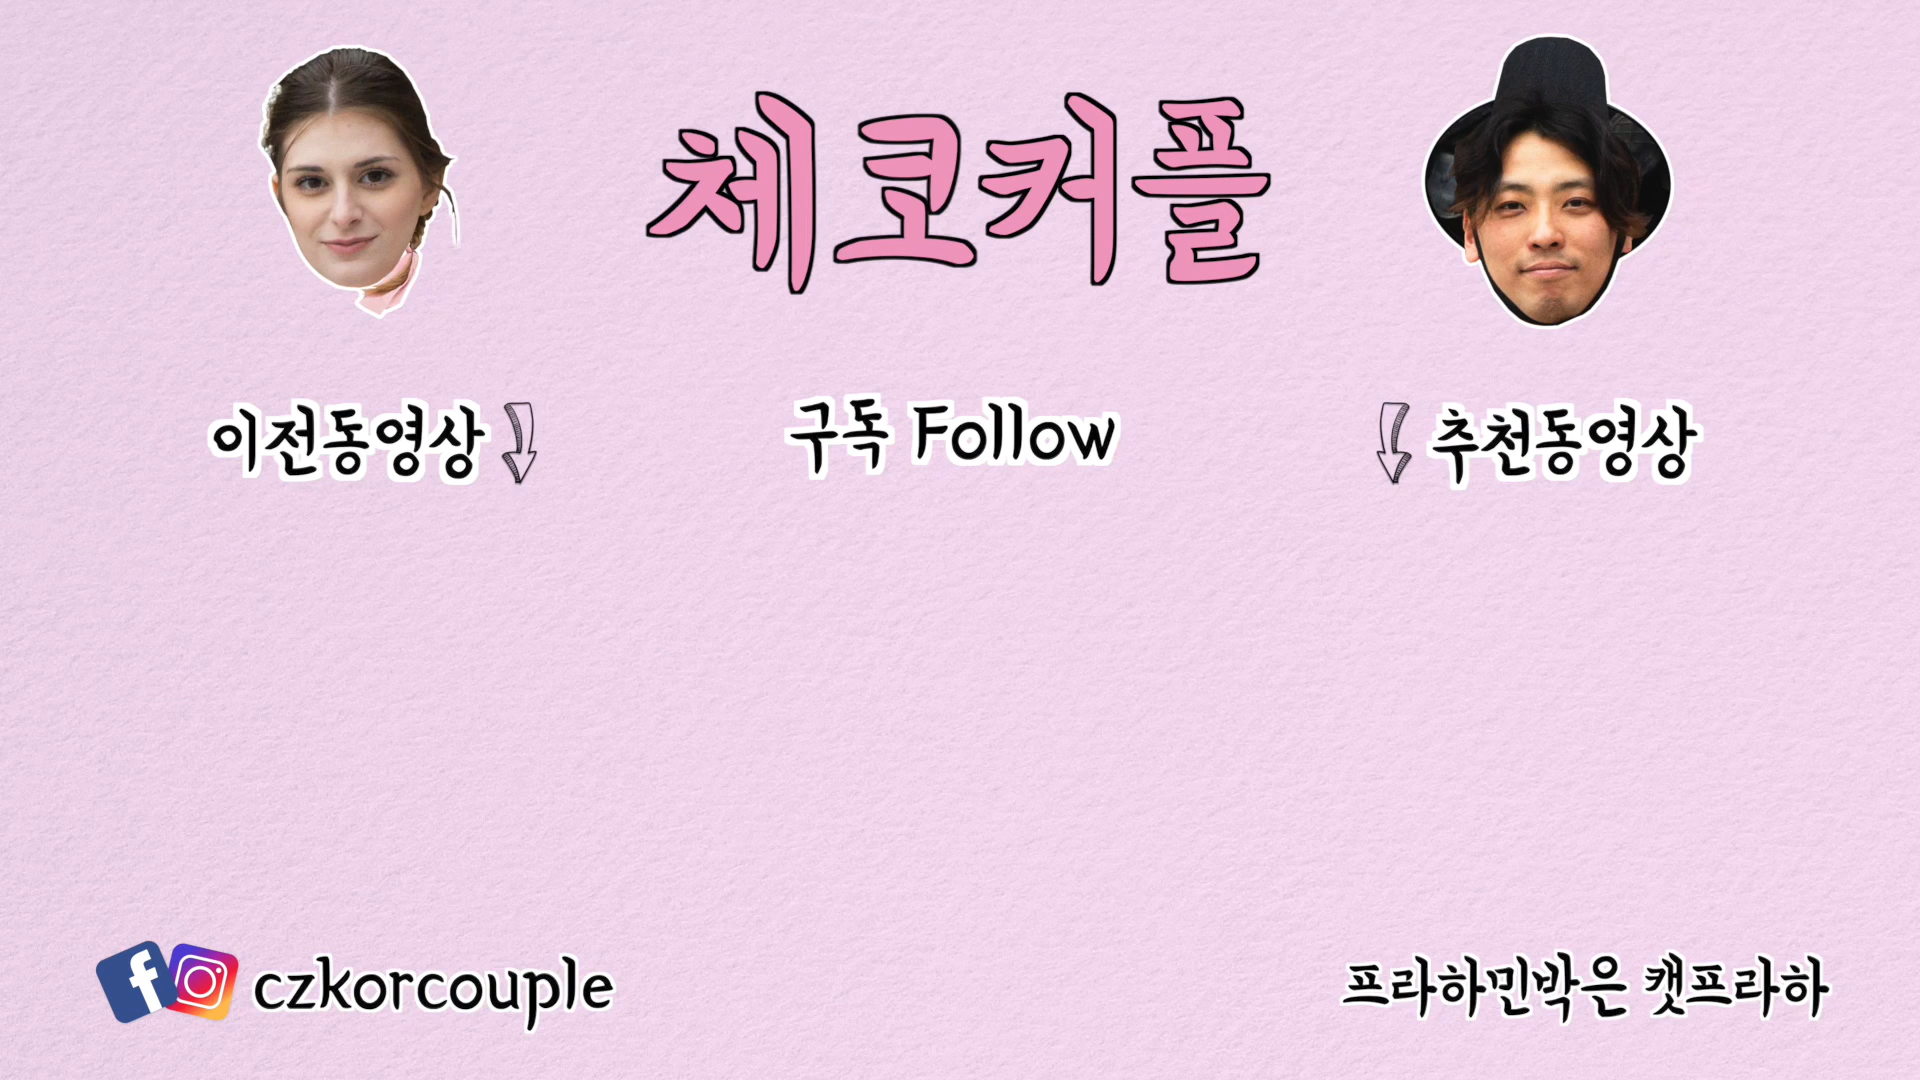 체코커플
이전동영상
구독 Follow
추천동영상
czkorcouple
프라하민박은 캣프라하